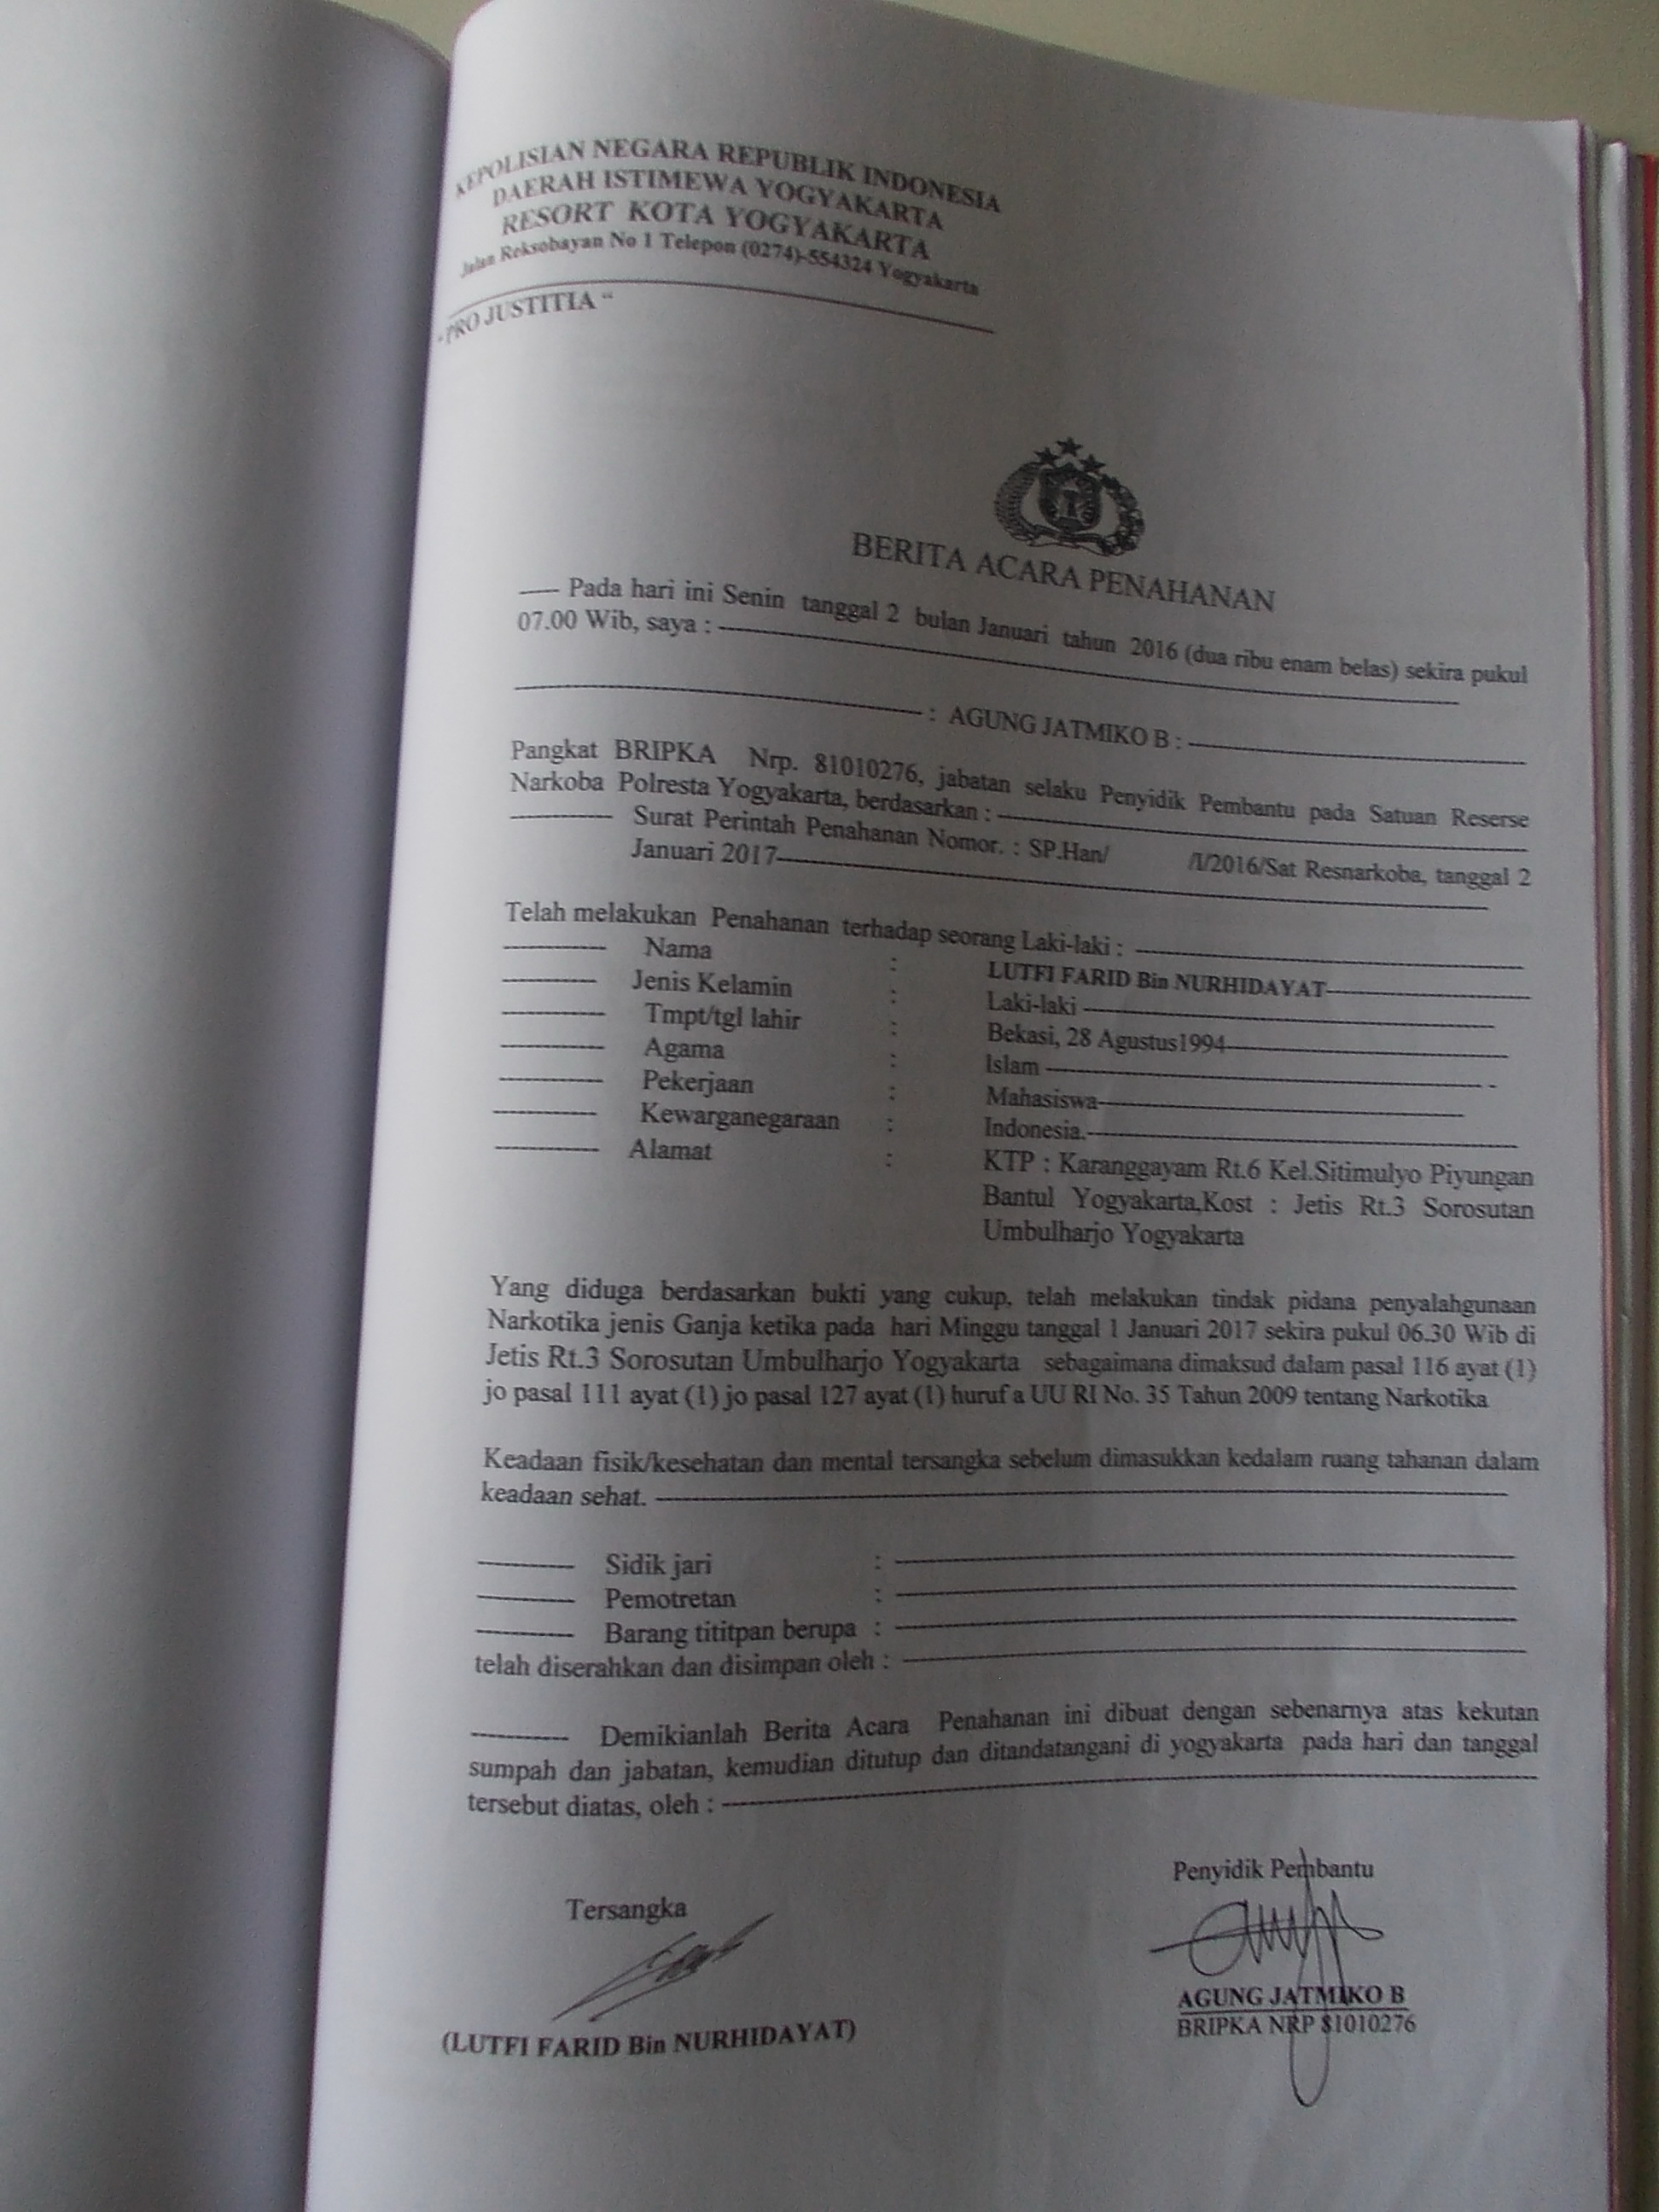 KEPOLISIAN NEGARA REPUBLIK INDONESIA
DAERAH ISTIMEWA YOGYAKARTA
RESORT KOTA YOGYAKARTA
Jalan Reksobayan No 1 Telepon (0274)-554324 Yogyakarta
"PRO JUSTITIA "
BERITA ACARA PENAHANAN
---- Pada hari ini Senin tanggal 2 bulan Januari tahun 2016 (dua ribu enam belas) sekira pukul
07.00 Wib, saya :
: AGUNG JATMIKO B :
Pangkat BRIPKA Nrp. 81010276, jabatan selaku Penyidik Pembantu pada Satuan Reserse
Narkoba Polresta Yogyakarta, berdasarkan :
Surat Perintah Penahanan Nomor. : SP.Han/ /I/2016/Sat Resnarkoba, tanggal 2
Januari 2017
Telah melakukan Penahanan terhadap seorang Laki-laki :
Nama : LUTFI FARID Bin NURHIDAYAT
Jenis Kelamin : Laki-laki
Tmpt/tgl lahir : Bekasi, 28 Agustus1994
Agama : Islam
Pekerjaan : Mahasiswa
Kewarganegaraan : Indonesia.
Alamat : KTP : Karanggayam Rt.6 Kel.Sitimulyo Piyungan
Bantul Yogyakarta,Kost : Jetis Rt.3 Sorosutan
Umbulharjo Yogyakarta
Yang diduga berdasarkan bukti yang cukup, telah melakukan tindak pidana penyalahgunaan
Narkotika jenis Ganja ketika pada hari Minggu tanggal 1 Januari 2017 sekira pukul 06.30 Wib di
Jetis Rt.3 Sorosutan Umbulharjo Yogyakarta sebagaimana dimaksud dalam pasal 116 ayat (1)
jo pasal 111 ayat (1) jo pasal 127 ayat (1) huruf a UU RI No. 35 Tahun 2009 tentang Narkotika
Keadaan fisik/kesehatan dan mental tersangka sebelum dimasukkan kedalam ruang tahanan dalam
keadaan sehat.
Sidik jari :
Pemotretan :
Barang tititpan berupa :
telah diserahkan dan disimpan oleh :
Demikianlah Berita Acara Penahanan ini dibuat dengan sebenarnya atas kekutan
sumpah dan jabatan, kemudian ditutup dan ditandatangani di yogyakarta pada hari dan tanggal
tersebut diatas, oleh :
Penyidik Pembantu
Tersangka
AGUNG JATMIKO B
BRIPKA NRP 81010276
(LUTFI FARID Bin NURHIDAYAT)